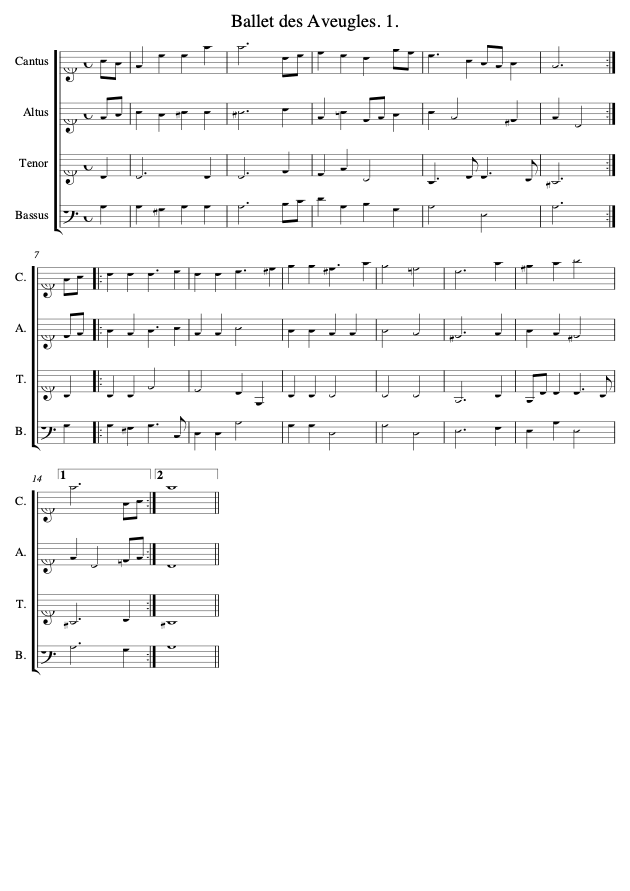 Ballet des Aveugles. 1.
Cantus
Altus
Tenor
Bassus
7
C.
A.
T.
B.
14
1
2
C.
A.
T.
B.